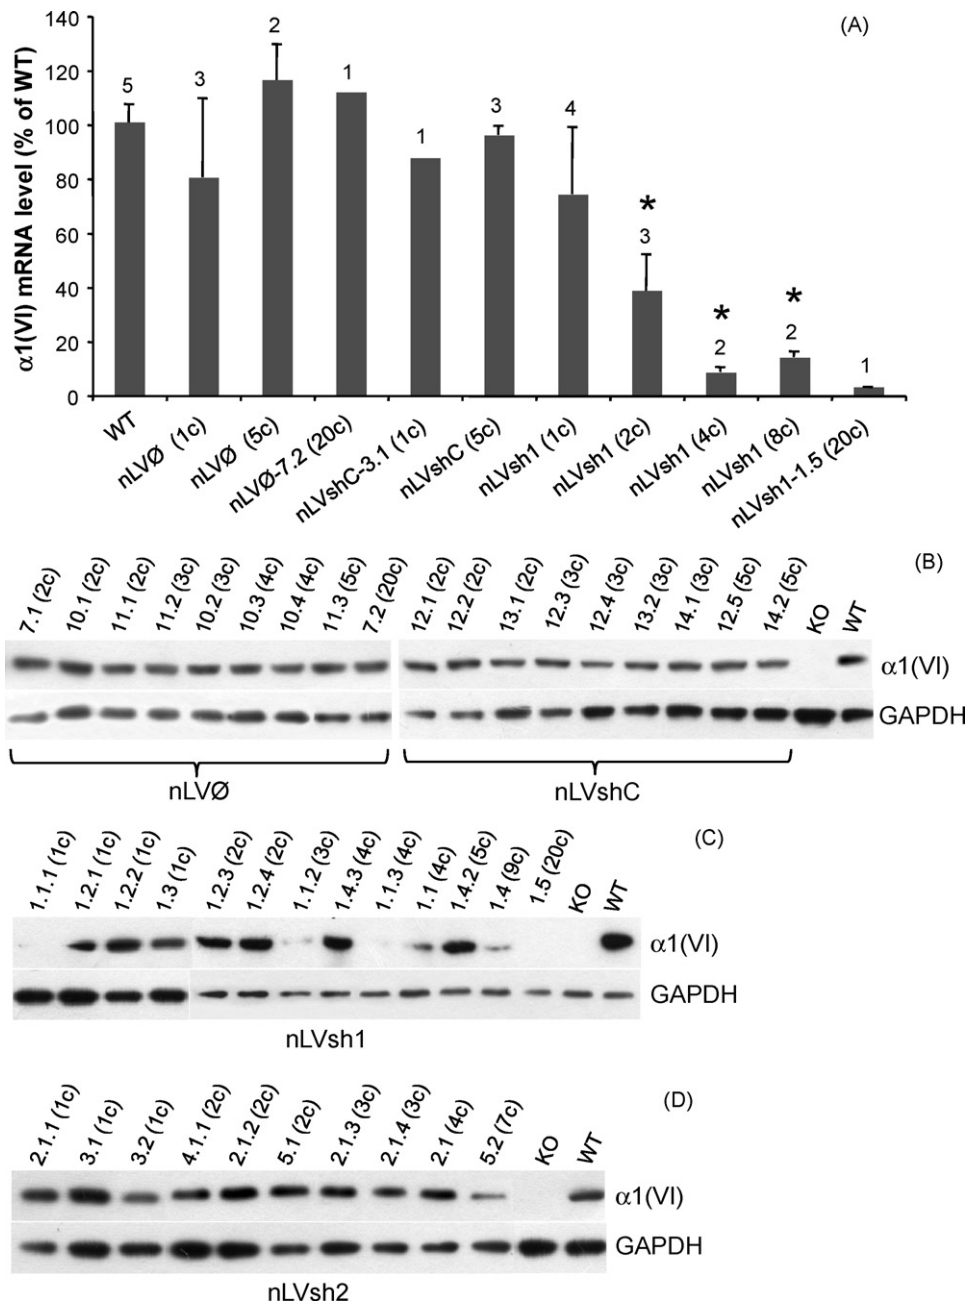 (A)
α1(VI) mRNA level (% of WT)
140
120
100
80
60
40
20
0
5
3
2
1
1
3
4
*
3
*
2
*
2
1
WT
nLVØ (1c)
nLVØ (5c)
nLVØ-7.2 (20c)
nLVshC-3.1 (1c)
nLVshC (5c)
nLVsh1 (1c)
nLVsh1 (2c)
nLVsh1 (4c)
nLVsh1 (8c)
nLVsh1-1.5 (20c)
(B)
7.1 (2c)
10.1 (2c)
11.1 (2c)
11.2 (3c)
10.2 (3c)
10.3 (4c)
10.4 (4c)
11.3 (5c)
7.2 (20c)
12.1 (2c)
12.2 (2c)
13.1 (2c)
12.3 (3c)
12.4 (3c)
13.2 (3c)
14.1 (3c)
12.5 (5c)
14.2 (5c)
KO
WT
α1(VI)
GAPDH
nLVØ
nLVshC
(C)
1.1.1 (1c)
1.2.1 (1c)
1.2.2 (1c)
1.3 (1c)
1.2.3 (2c)
1.2.4 (2c)
1.1.2 (3c)
1.4.3 (4c)
1.1.3 (4c)
1.1 (4c)
1.4.2 (5c)
1.4 (9c)
1.5 (20c)
KO
WT
α1(VI)
GAPDH
nLVsh1
(D)
2.1.1 (1c)
3.1 (1c)
3.2 (1c)
4.1.1 (2c)
2.1.2 (2c)
5.1 (2c)
2.1.3 (3c)
2.1.4 (3c)
2.1 (4c)
5.2 (7c)
KO
WT
α1(VI)
GAPDH
nLVsh2